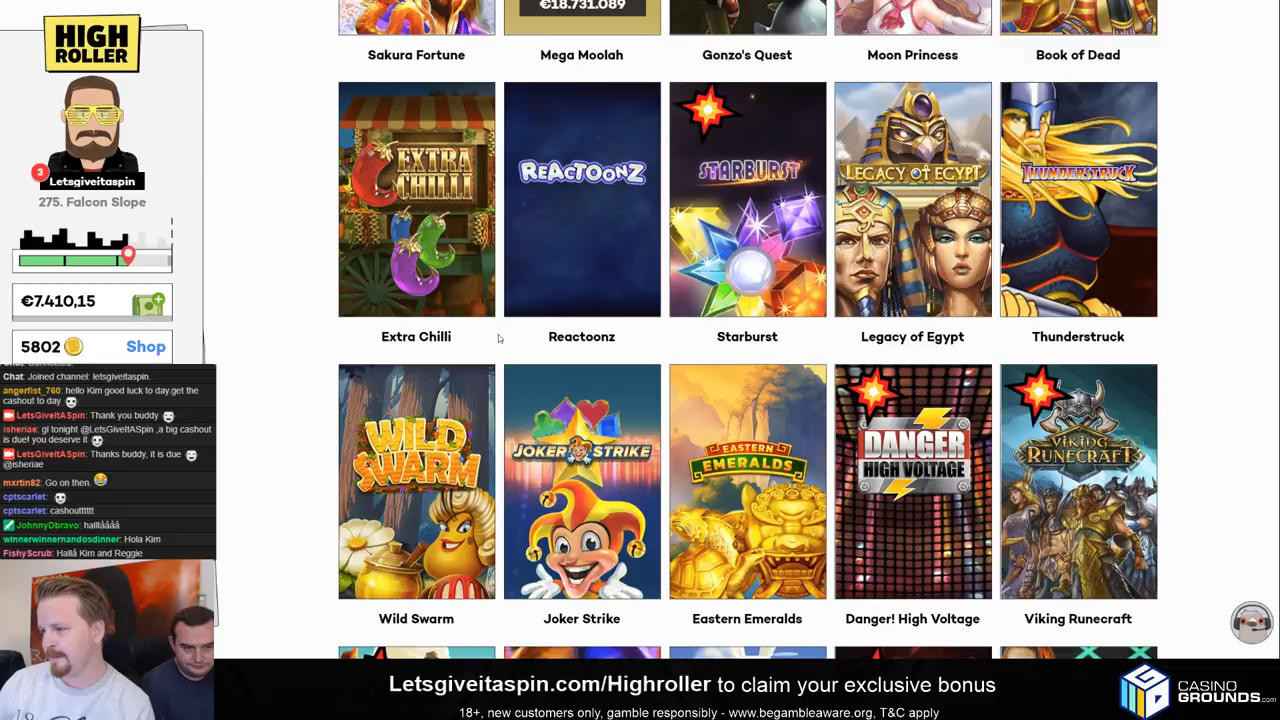 HIGH
ROLLER
3
Letsgiveitaspin
275. Falcon Slope
€7.410,15
5802
Shop
€18.731.089
Sakura Fortune
Mega Moolah
Gonzo's Quest
Moon Princess
Book of Dead
EXTRA
CHILLI
REACTOONZ
STARBURST
LEGACY OF EGYPT
THUNDERSTRUCK
Extra Chilli
Reactoonz
Starburst
Legacy of Egypt
Thunderstruck
WILD
SWARM
JOKER STRIKE
EASTERN
EMERALDS
DANGER
HIGH VOLTAGE
VIKING
RUNECRAFT
Wild Swarm
Joker Strike
Eastern Emeralds
Danger! High Voltage
Viking Runecraft
Chat: Joined channel: letsgiveitaspin.
angerfist_760: hello Kim good luck to day.get the
cashout to day
LetsGiveItASpin: Thank you buddy
isheriae: gl tonight @LetsGiveItASpin ,a big cashout
is due! you deserve it
LetsGiveItASpin: Thanks buddy, it is due
@isheriae
mxrtin82: Go on then.
cptscarlet:
cptscarlet: cashoutttttt
JohnnyDbravo: hallåååå
winnerwinnernandosdinner: Hola Kim
FishyScrub: Hallå Kim and Reggie
Letsgiveitaspin.com/Highroller to claim your exclusive bonus
18+, new customers only, gamble responsibly - www.begambleaware.org, T&C apply
CASINO
GROUNDS.com